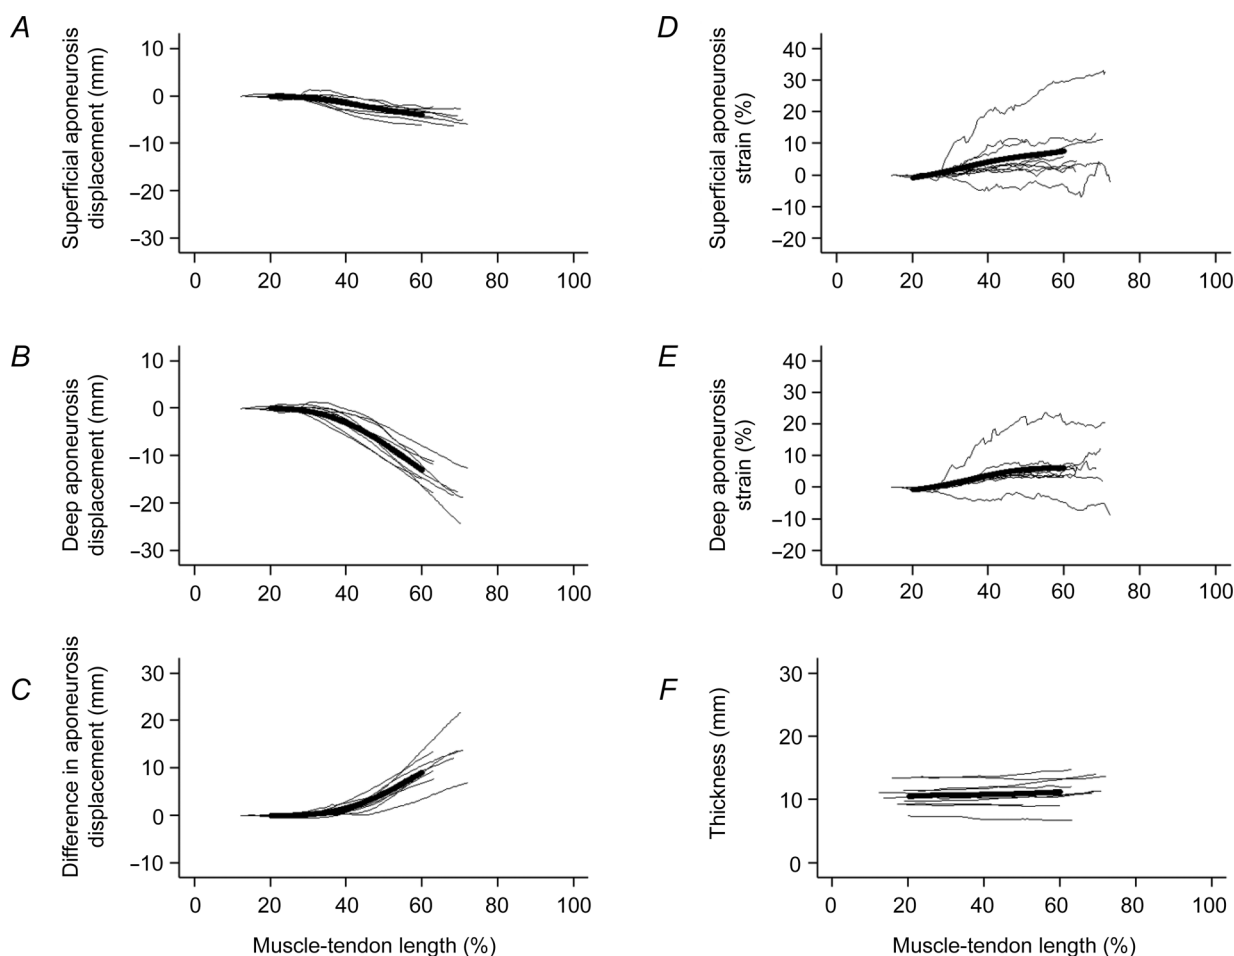 A
Superficial aponeurosis
displacement (mm)
10
0
−10
−20
−30
0 20 40 60 80 100
B
Deep aponeurosis
displacement (mm)
10
0
−10
−20
−30
0 20 40 60 80 100
C
Difference in aponeurosis
displacement (mm)
30
20
10
0
−10
0 20 40 60 80 100
Muscle-tendon length (%)
D
Superficial aponeurosis
strain (%)
40
30
20
10
0
−10
−20
0 20 40 60 80 100
E
Deep aponeurosis
strain (%)
40
30
20
10
0
−10
−20
0 20 40 60 80 100
F
Thickness (mm)
30
20
10
0
0 20 40 60 80 100
Muscle-tendon length (%)